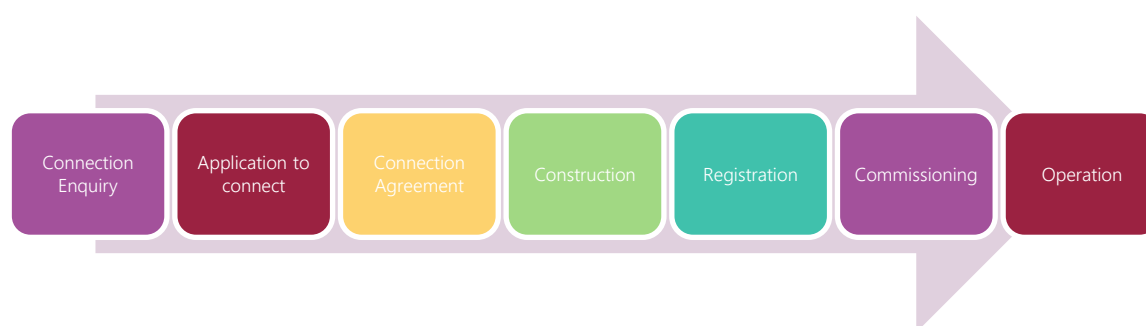 Connection
Enquiry
Application to
connect
Connection
Agreement
Construction
Registration
Commissioning
Operation